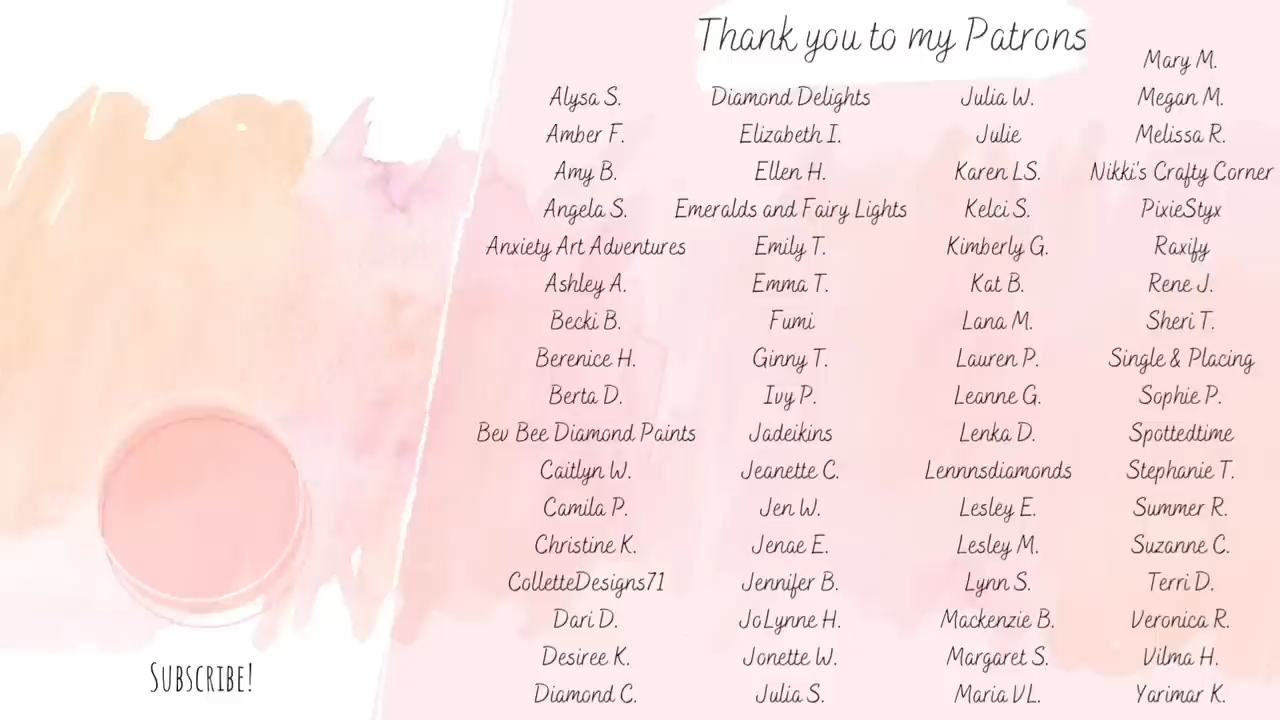 Thank you to my Patrons
Alysa S.
Amber F.
Amy B.
Angela S.
Anxiety Art Adventures
Ashley A.
Becki B.
Berenice H.
Berta D.
Bev Bee Diamond Paints
Caitlyn W.
Camila P.
Christine K.
ColletteDesigns71
Dari D.
Desiree K.
Diamond C.
Diamond Delights
Elizabeth I.
Ellen H.
Emeralds and Fairy Lights
Emily T.
Emma T.
Fumi
Ginny T.
Ivy P.
Jadeikins
Jeanette C.
Jen W.
Jenae E.
Jennifer B.
JoLynne H.
Jonette W.
Julia S.
Julia W.
Julie
Karen LS.
Kelci S.
Kimberly G.
Kat B.
Lana M.
Lauren P.
Leanne G.
Lenka D.
Lennnsdiamonds
Lesley E.
Lesley M.
Lynn S.
Mackenzie B.
Margaret S.
Maria VL.
Mary M.
Megan M.
Melissa R.
Nikki's Crafty Corner
PixieStyx
Raxify
Rene J.
Sheri T.
Single & Placing
Sophie P.
Spottedtime
Stephanie T.
Summer R.
Suzanne C.
Terri D.
Veronica R.
Vilma H.
Yarimar K.
Subscribe!